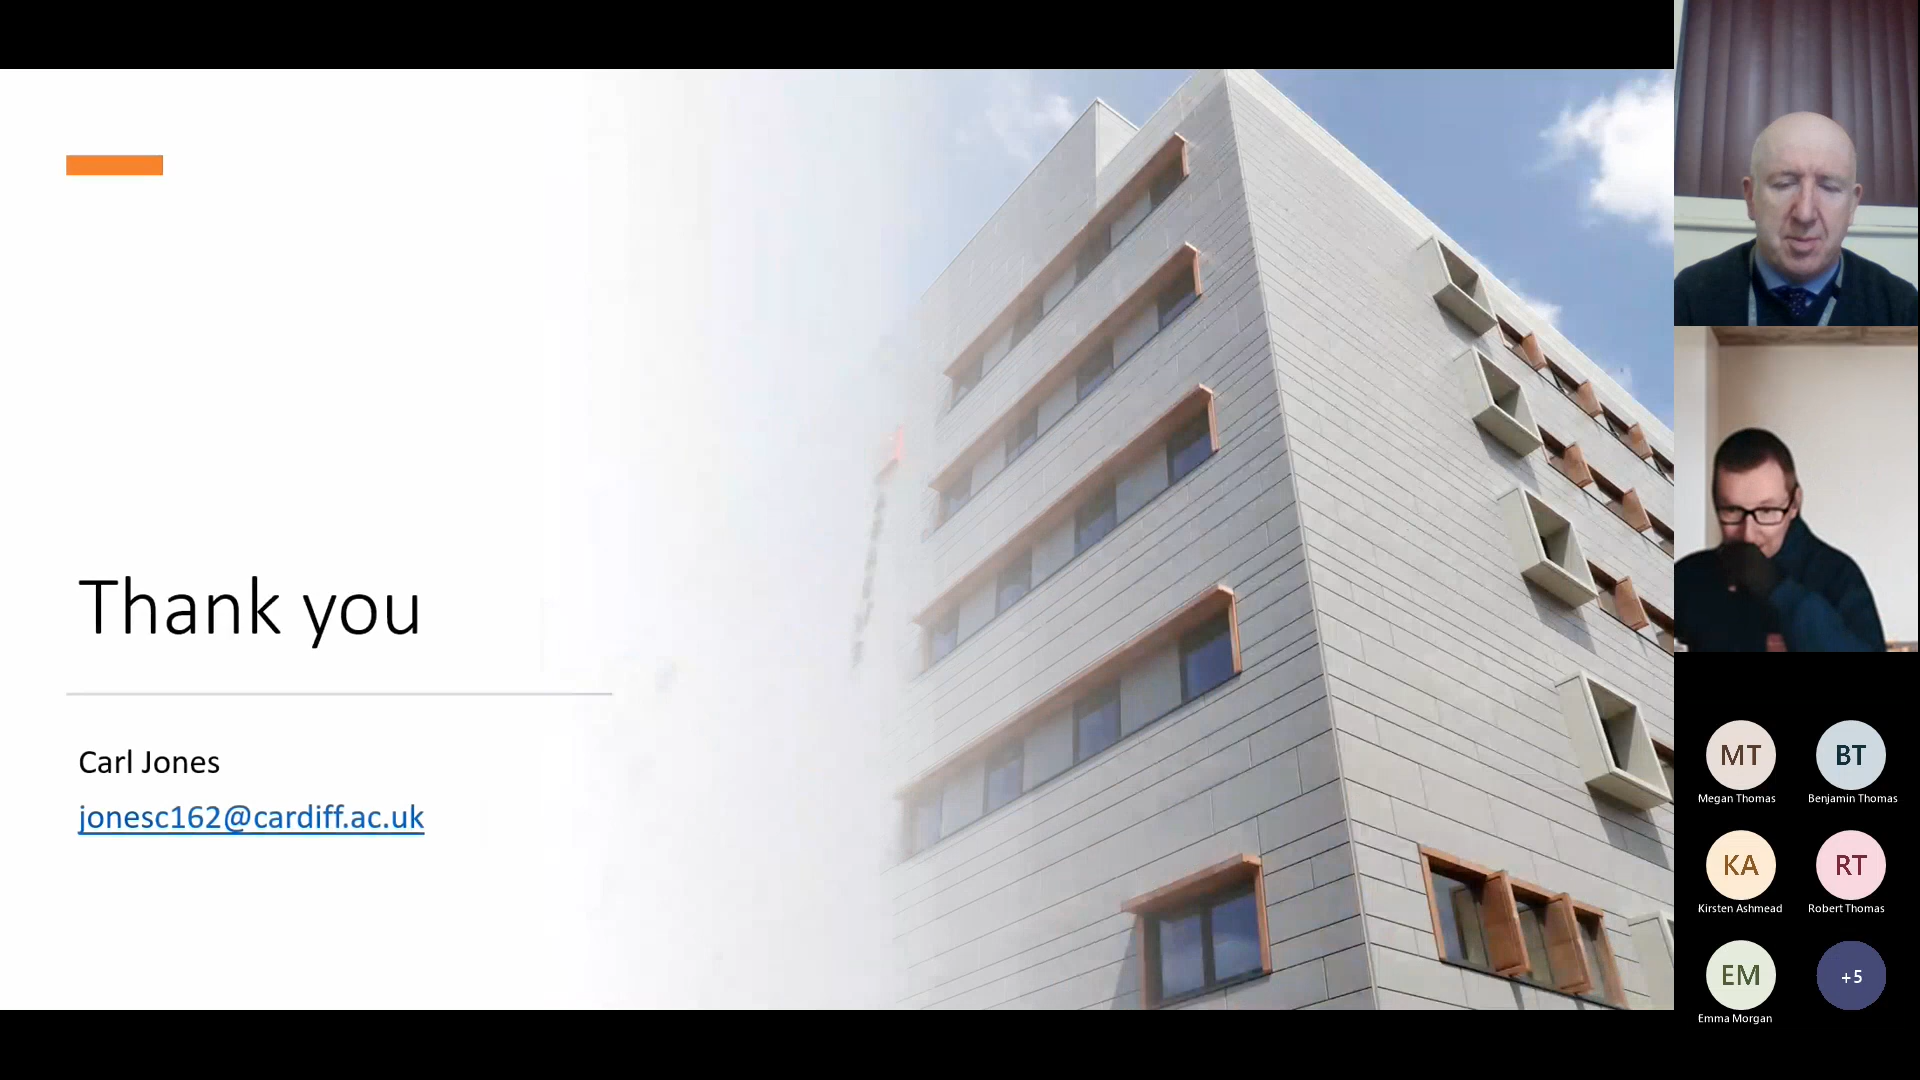 Thank you
Carl Jones
jonesc162@cardiff.ac.uk
MT
BT
Megan Thomas
Benjamin Thomas
KA
RT
Kirsten Ashmead
Robert Thomas
EM
+5
Emma Morgan